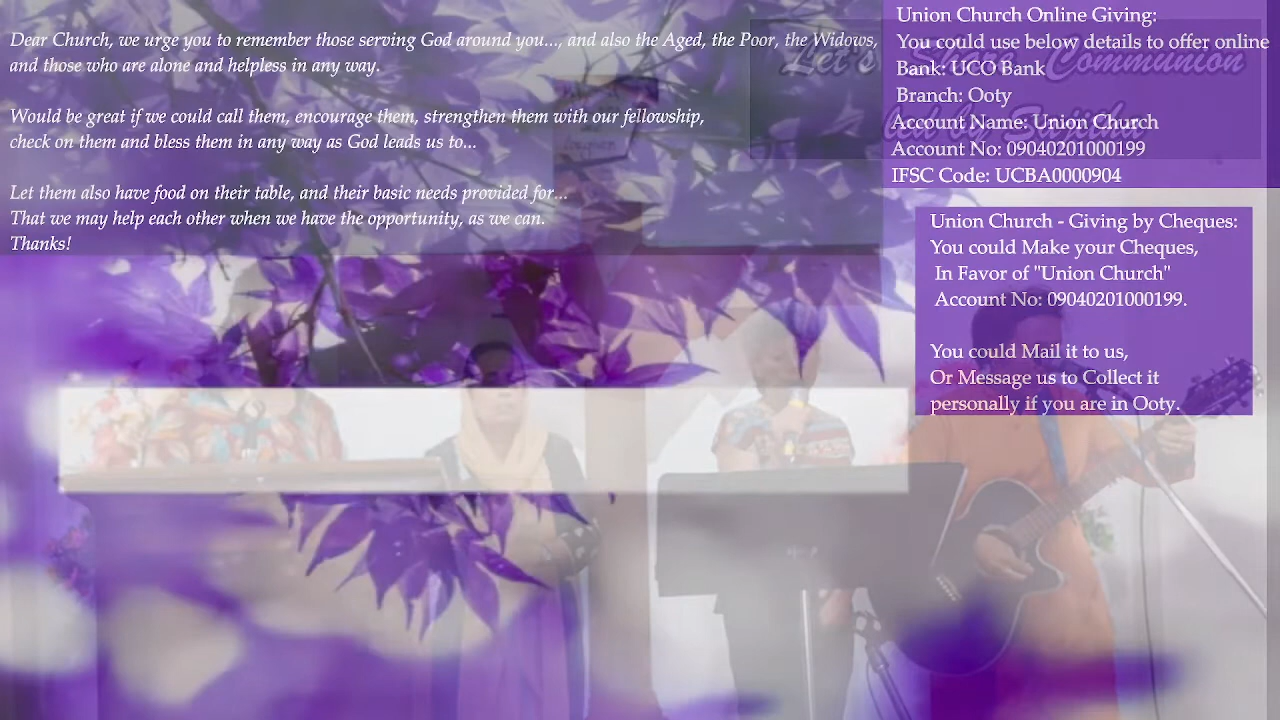 Dear Church, we urge you to remember those serving God around you..., and also the Aged, the Poor, the Widows,
and those who are alone and helpless in any way.
Would be great if we could call them, encourage them, strengthen them with our fellowship,
check on them and bless them in any way as God leads us to...
Let them also have food on their table, and their basic needs provided for...
That we may help each other when we have the opportunity, as we can.
Thanks!
Union Church Online Giving:
You could use below details to offer online
Bank: UCO Bank
Branch: Ooty
Account Name: Union Church
Account No: 09040201000199
IFSC Code: UCBA0000904
Let's Share Communion
led by
Union Church - Giving by Cheques:
You could Make your Cheques,
In Favor of "Union Church"
Account No: 09040201000199.
You could Mail it to us,
Or Message us to Collect it
personally if you are in Ooty.